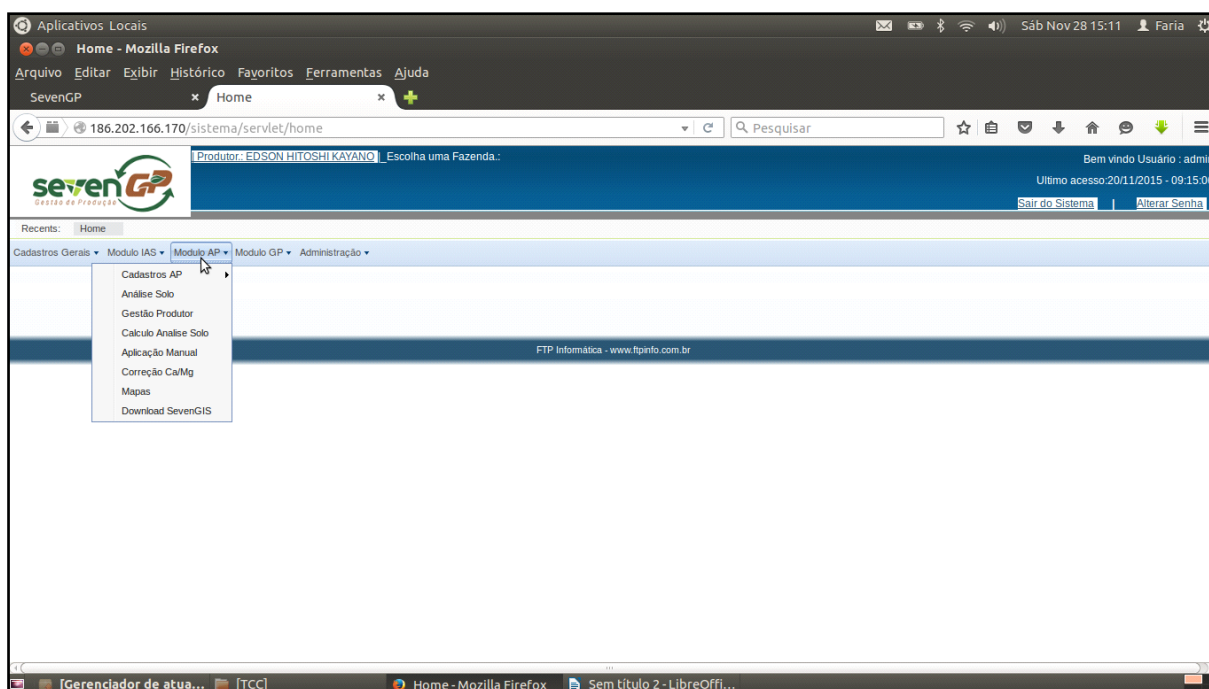 Aplicativos Locais
Sáb Nov 28 15:11 Faria
Home - Mozilla Firefox
Arquivo Editar Exibir Histórico Favoritos Ferramentas Ajuda
SevenGP Home
186.202.166.170/sistema/servlet/home Pesquisar
seven GP
Gestão de Produção
| Produtor.: EDSON HITOSHI KAYANO | Escolha uma Fazenda.:
Bem vindo Usuário : admi
Ultimo acesso:20/11/2015 - 09:15:0
Sair do Sistema | Alterar Senha
Recents: Home
Cadastros Gerais Modulo IAS Modulo AP Modulo GP Administração
Cadastros AP
Análise Solo
Gestão Produtor
Calculo Analise Solo
Aplicação Manual
Correção Ca/Mg
Mapas
Download SevenGIS
FTP Informática - www.ftpinfo.com.br
[Gerenciador de atua... [TCC] Home - Mozilla Firefox Sem título 2 - LibreOffi...